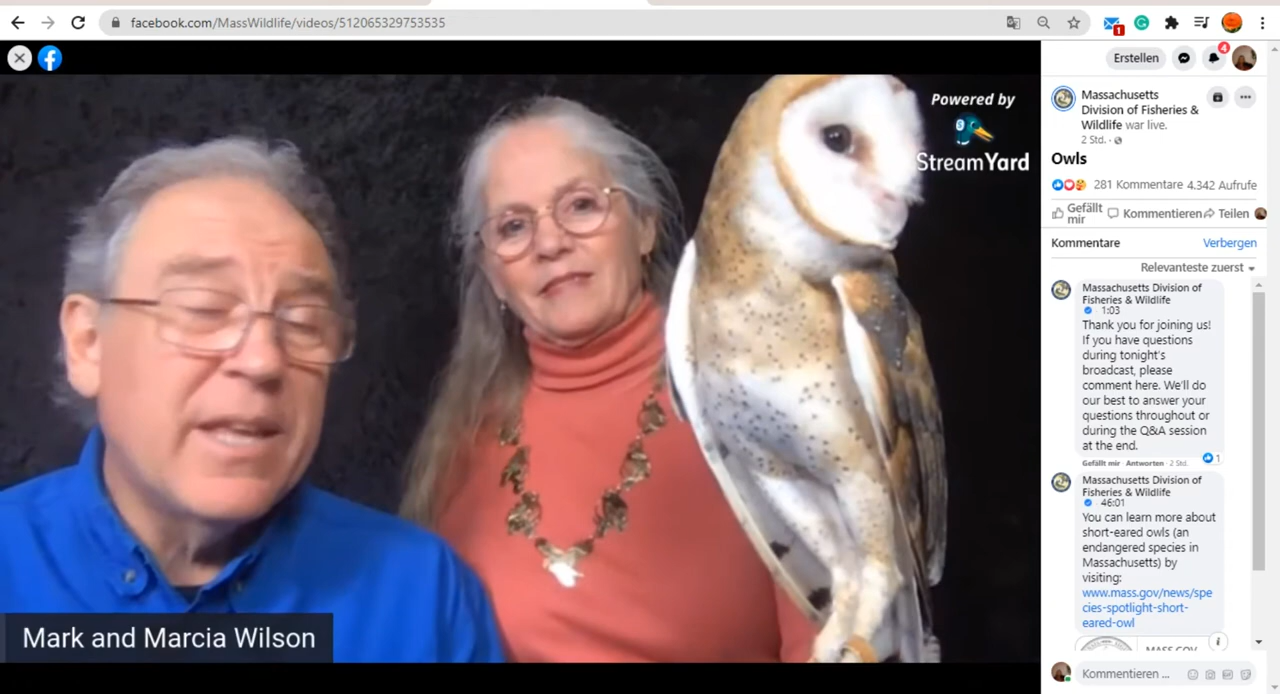 facebook.com/MassWildlife/videos/512065329753535
1
Erstellen
4
Massachusetts
Division of Fisheries &
Wildlife war live.
2 Std. ·
Owls
281 Kommentare 4.342 Aufrufe
Gefällt
mir
Kommentieren
Teilen
Kommentare
Verbergen
Relevanteste zuerst
Massachusetts Division of
Fisheries & Wildlife
· 1:03
Thank you for joining us!
If you have questions
during tonight's
broadcast, please
comment here. We'll do
our best to answer your
questions throughout or
during the Q&A session
at the end.
1
Gefällt mir · Antworten · 2 Std.
Massachusetts Division of
Fisheries & Wildlife
· 46:01
You can learn more about
short-eared owls (an
endangered species in
Massachusetts) by
visiting:
www.mass.gov/news/spe
cies-spotlight-short-
eared-owl
MASS.GOV
Kommentieren ...
Powered by
StreamYard
Mark and Marcia Wilson